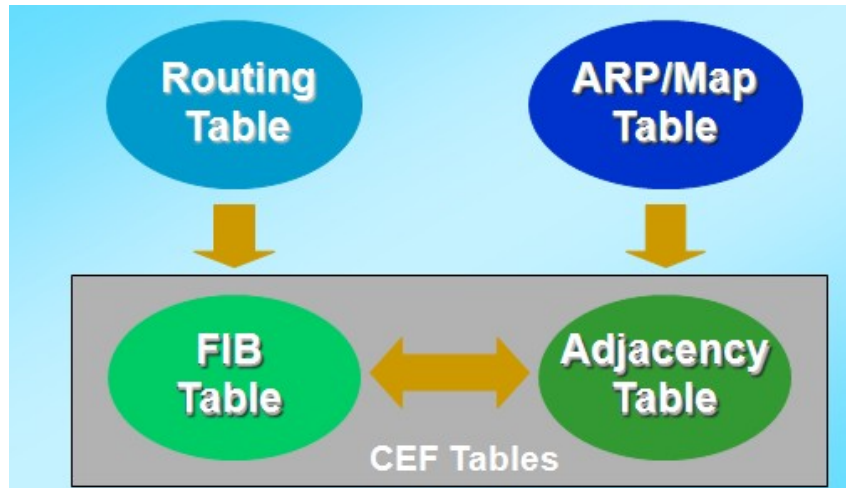 Routing
Table
ARP/Map
Table
FIB
Table
Adjacency
Table
CEF Tables